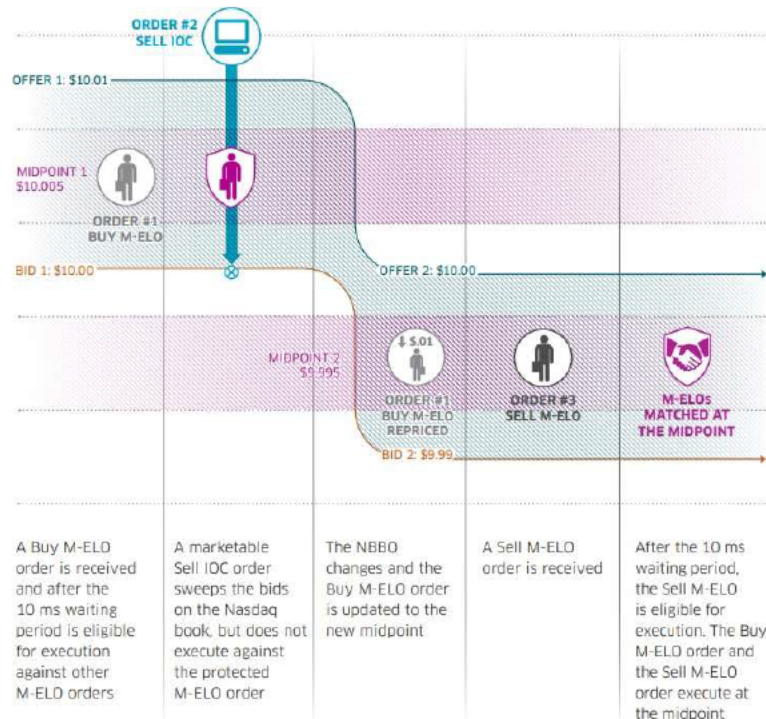 ORDER #2
SELL IOC
OFFER 1: $10.01
MIDPOINT 1
$10.005
ORDER #1
BUY M-ELO
BID 1: $10.00
OFFER 2: $10.00
MIDPOINT 2
$9.995
↓ $.01
ORDER #1
BUY M-ELO
REPRICED
ORDER #3
SELL M-ELO
M-ELOs
MATCHED AT
THE MIDPOINT
BID 2: $9.99
A Buy M-ELO
order is received
and after the
10 ms waiting
period is eligible
for execution
against other
M-ELO orders
A marketable
Sell IOC order
sweeps the bids
on the Nasdaq
book, but does not
execute against
the protected
M-ELO order
The NBBO
changes and the
Buy M-ELO order
is updated to the
new midpoint
A Sell M-ELO
order is received
After the 10 ms
waiting period,
the Sell M-ELO
is eligible for
execution. The Buy
M-ELO order and
the Sell M-ELO
order execute at
the midpoint